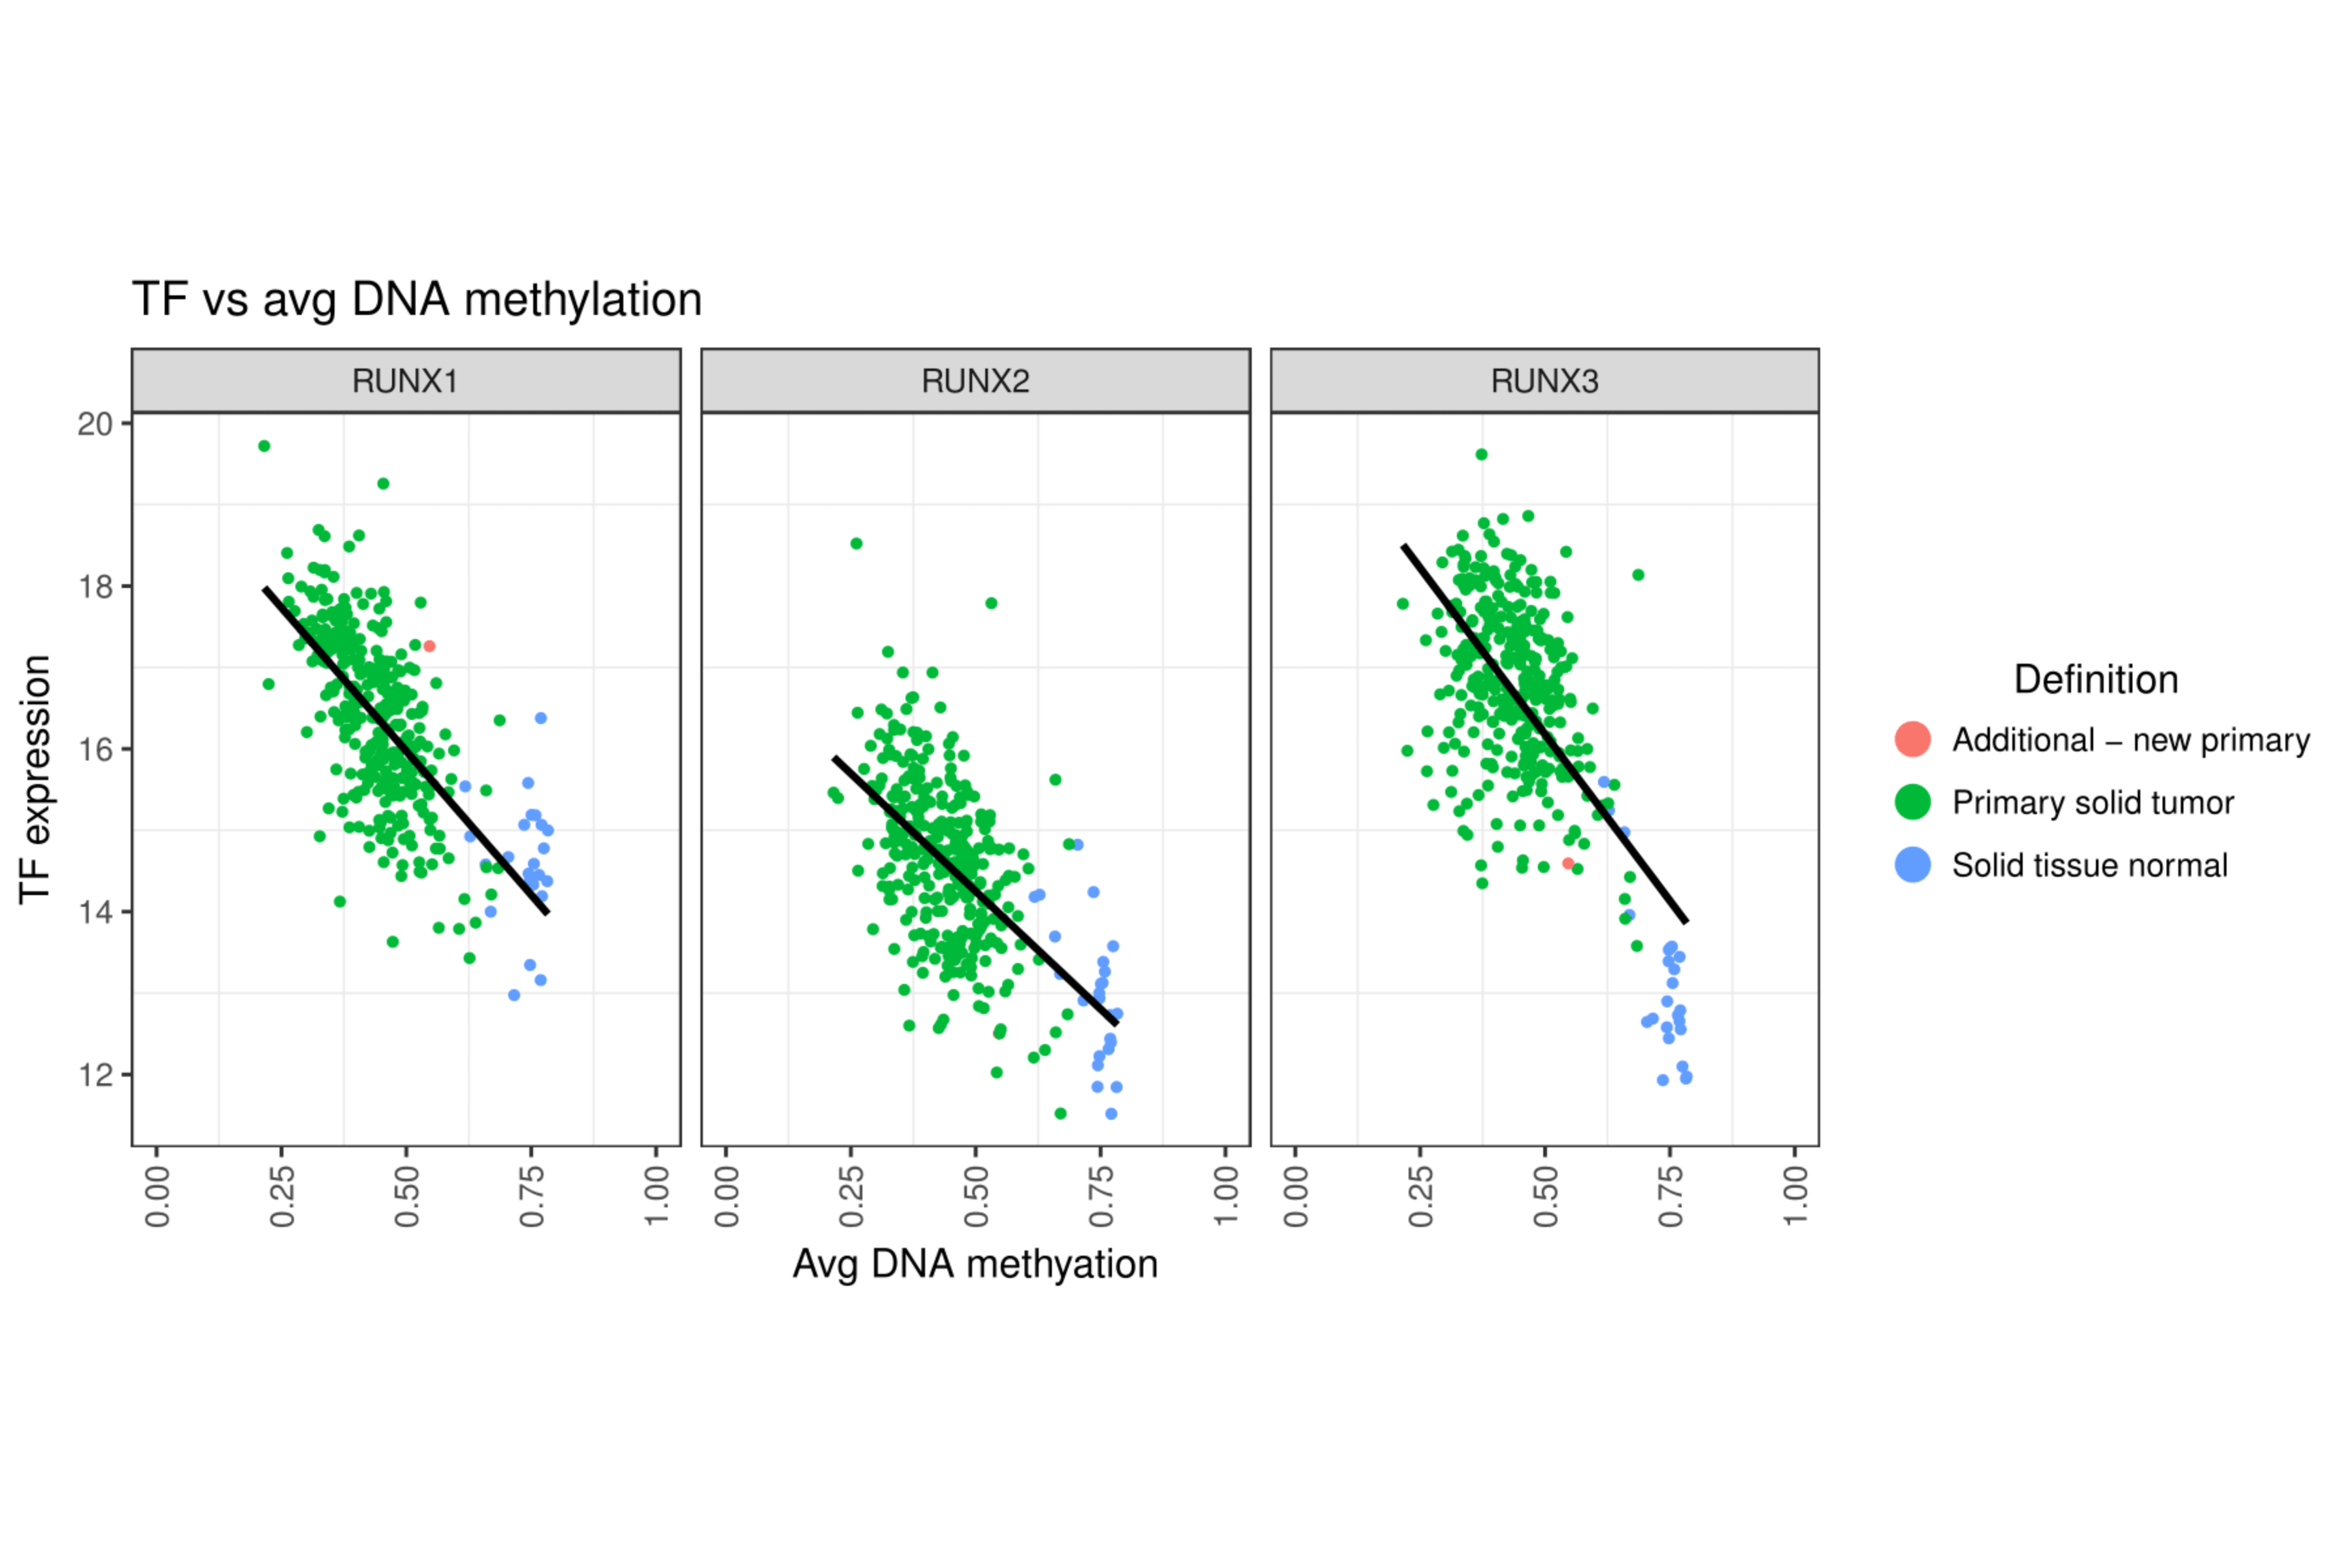 TF vs avg DNA methylation
RUNX1 RUNX2 RUNX3
20
18
16
14
12
TF expression
0.00 0.25 0.50 0.75 1.00 0.00 0.25 0.50 0.75 1.00 0.00 0.25 0.50 0.75 1.00
Avg DNA methyation
Definition
Additional − new primary
Primary solid tumor
Solid tissue normal